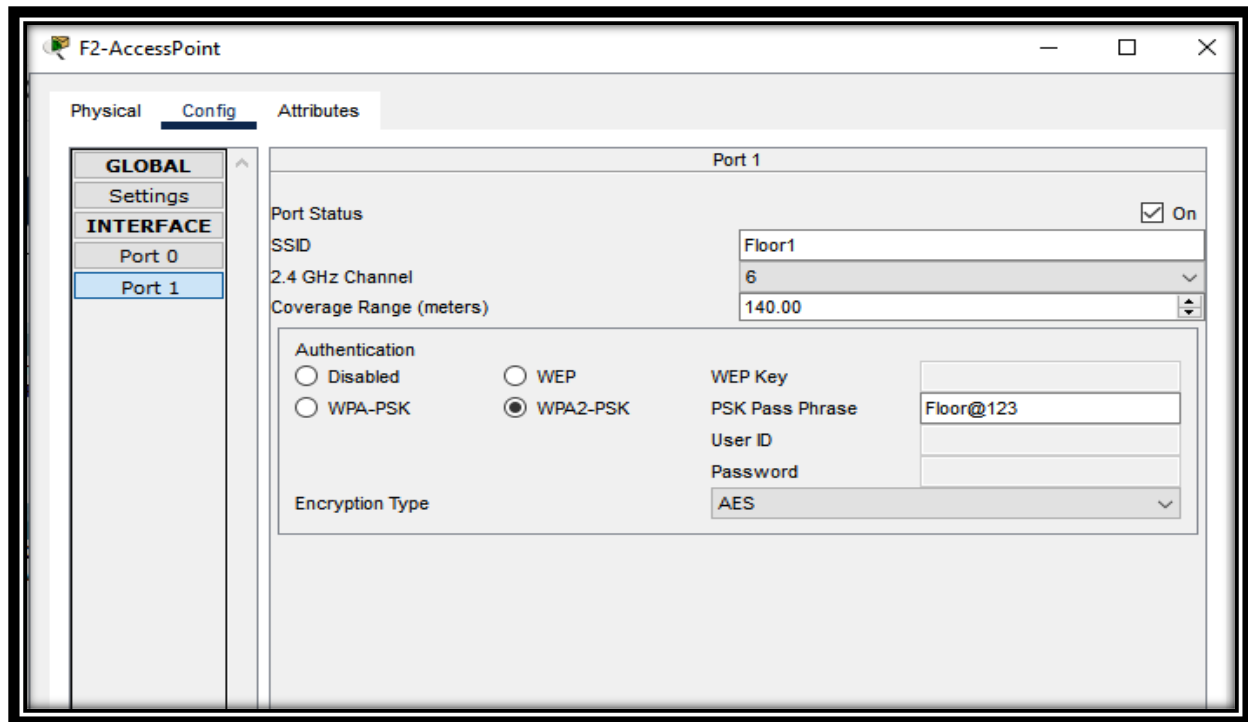 F2-AccessPoint
Physical Config Attributes
GLOBAL
Settings
INTERFACE
Port 0
Port 1
Port 1
Port Status On
SSID Floor1
2.4 GHz Channel 6
Coverage Range (meters) 140.00
Authentication
Disabled WEP WEP Key
WPA-PSK WPA2-PSK PSK Pass Phrase Floor@123
User ID
Password
Encryption Type AES